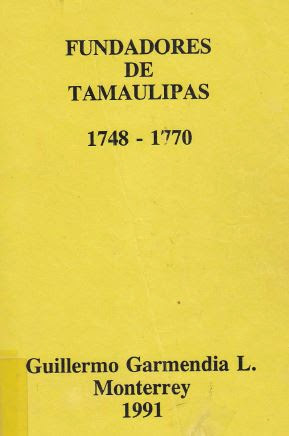 FUNDADORES
DE
TAMAULIPAS
1748 - 1770
Guillermo Garmendia L.
Monterrey
1991